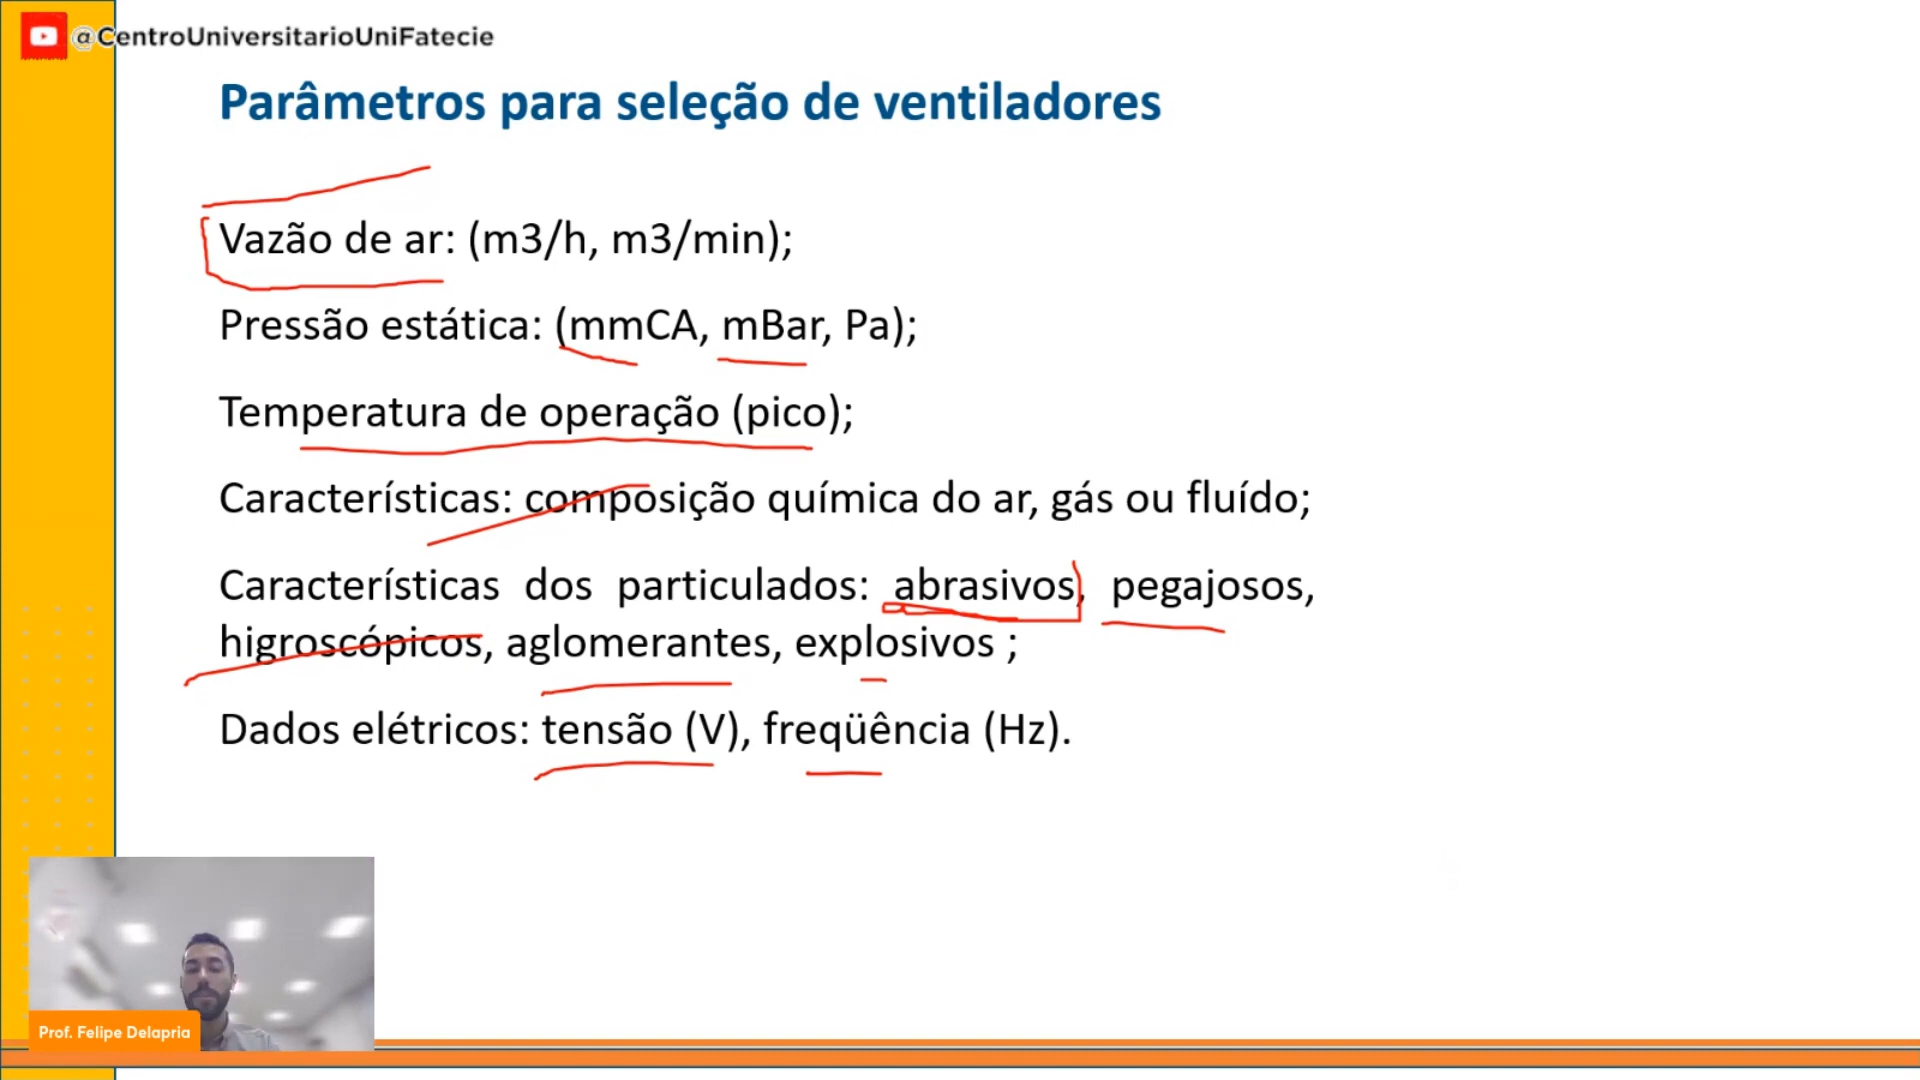 @CentroUniversitarioUniFatecie
Parâmetros para seleção de ventiladores
Vazão de ar: (m3/h, m3/min);
Pressão estática: (mmCA, mBar, Pa);
Temperatura de operação (pico);
Características: composição química do ar, gás ou fluído;
Características dos particulados: abrasivos, pegajosos,
higroscópicos, aglomerantes, explosivos ;
Dados elétricos: tensão (V), freqüência (Hz).
Prof. Felipe Delapria